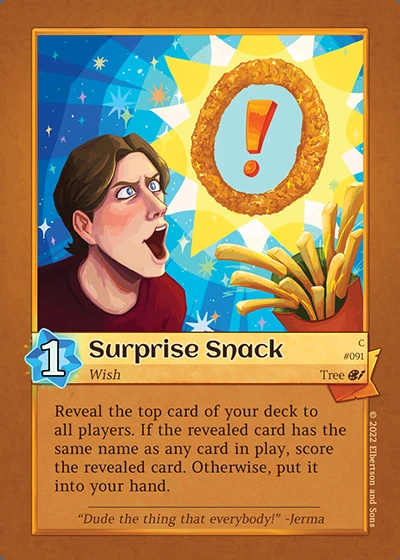 !
C
1
Surprise Snack
#091
Wish
Tree
Reveal the top card of your deck to
all players. If the revealed card has the
same name as any card in play, score
the revealed card. Otherwise, put it
into your hand.
“Dude the thing that everybody!” -Jerma
© 2022 Elbertson and Sons